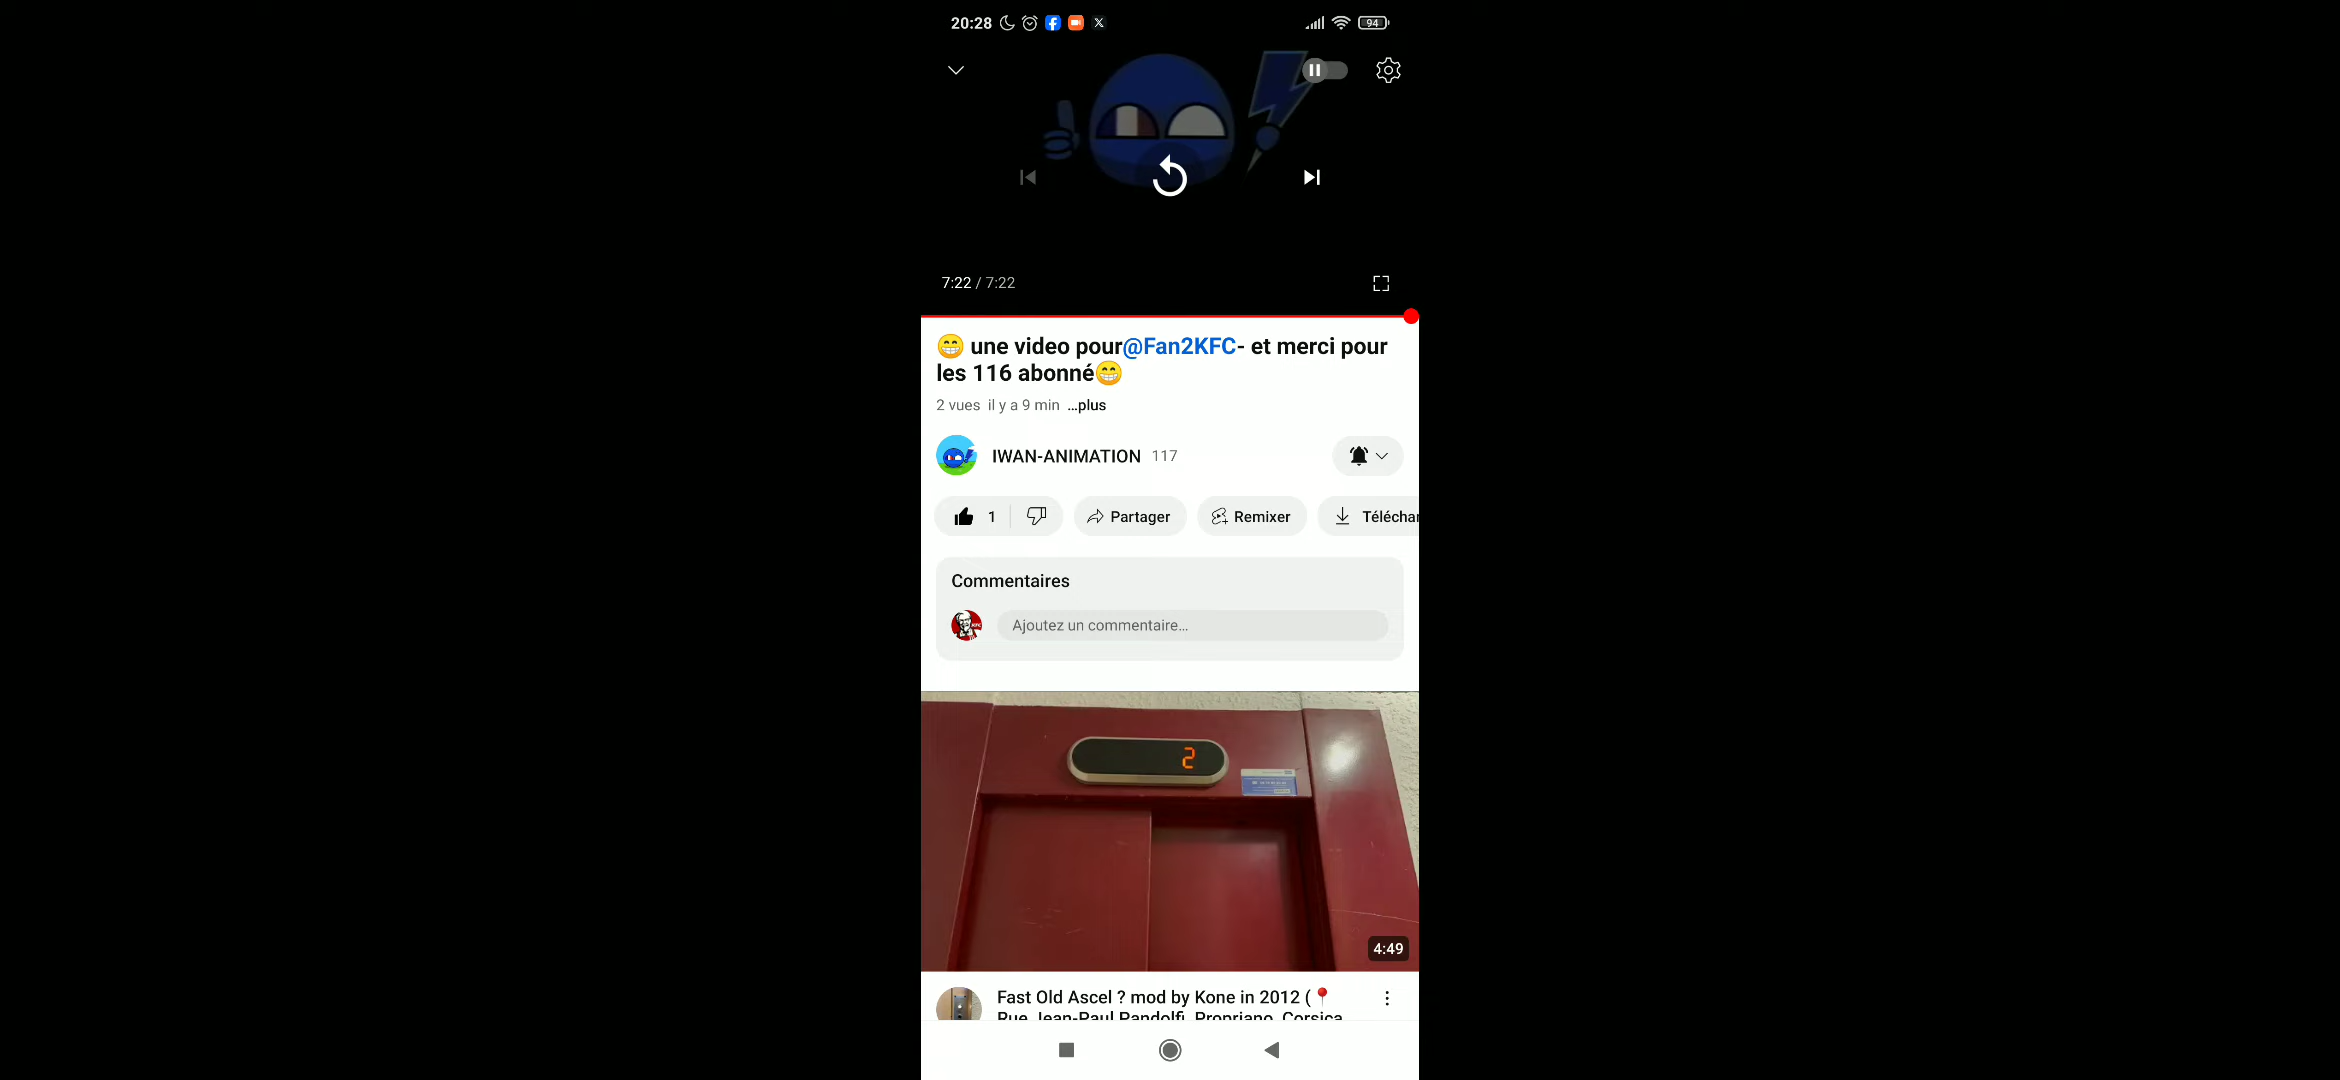 20:28
94
7:22 / 7:22
😁 une video pour@Fan2KFC- et merci pour
les 116 abonné😁
2 vues il y a 9 min ...plus
IWAN-ANIMATION 117
1 Partager Remixer Téléchar
Commentaires
Ajoutez un commentaire...
2
4:49
Fast Old Ascel ? mod by Kone in 2012 (📍
Rue Jean-Paul Pandolfi, Propriano, Corsica